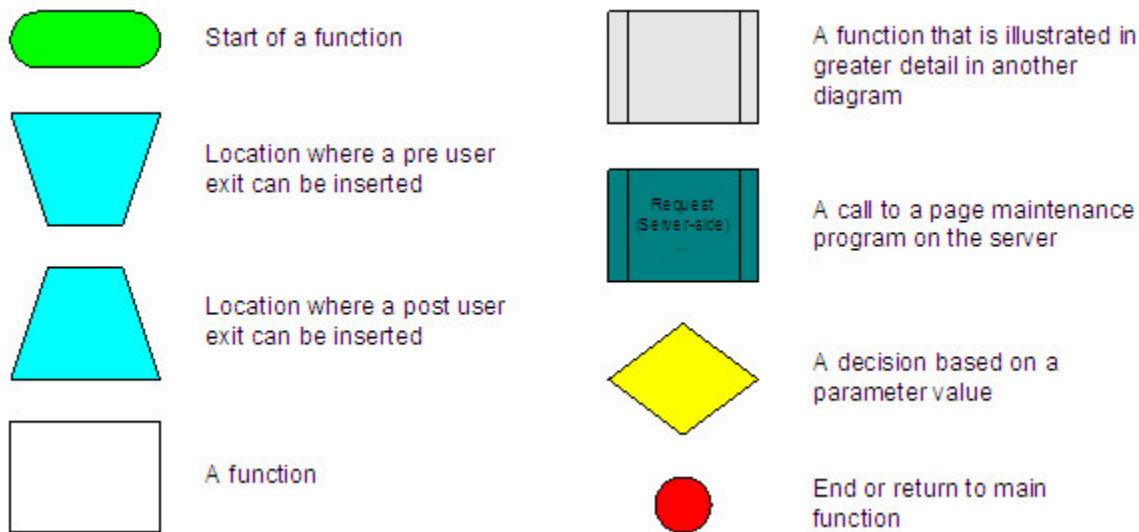 Start of a function
Location where a pre user
exit can be inserted
Location where a post user
exit can be inserted
A function
A function that is illustrated in
greater detail in another
diagram
Request
(Server-side)
...
A call to a page maintenance
program on the server
A decision based on a
parameter value
End or return to main
function